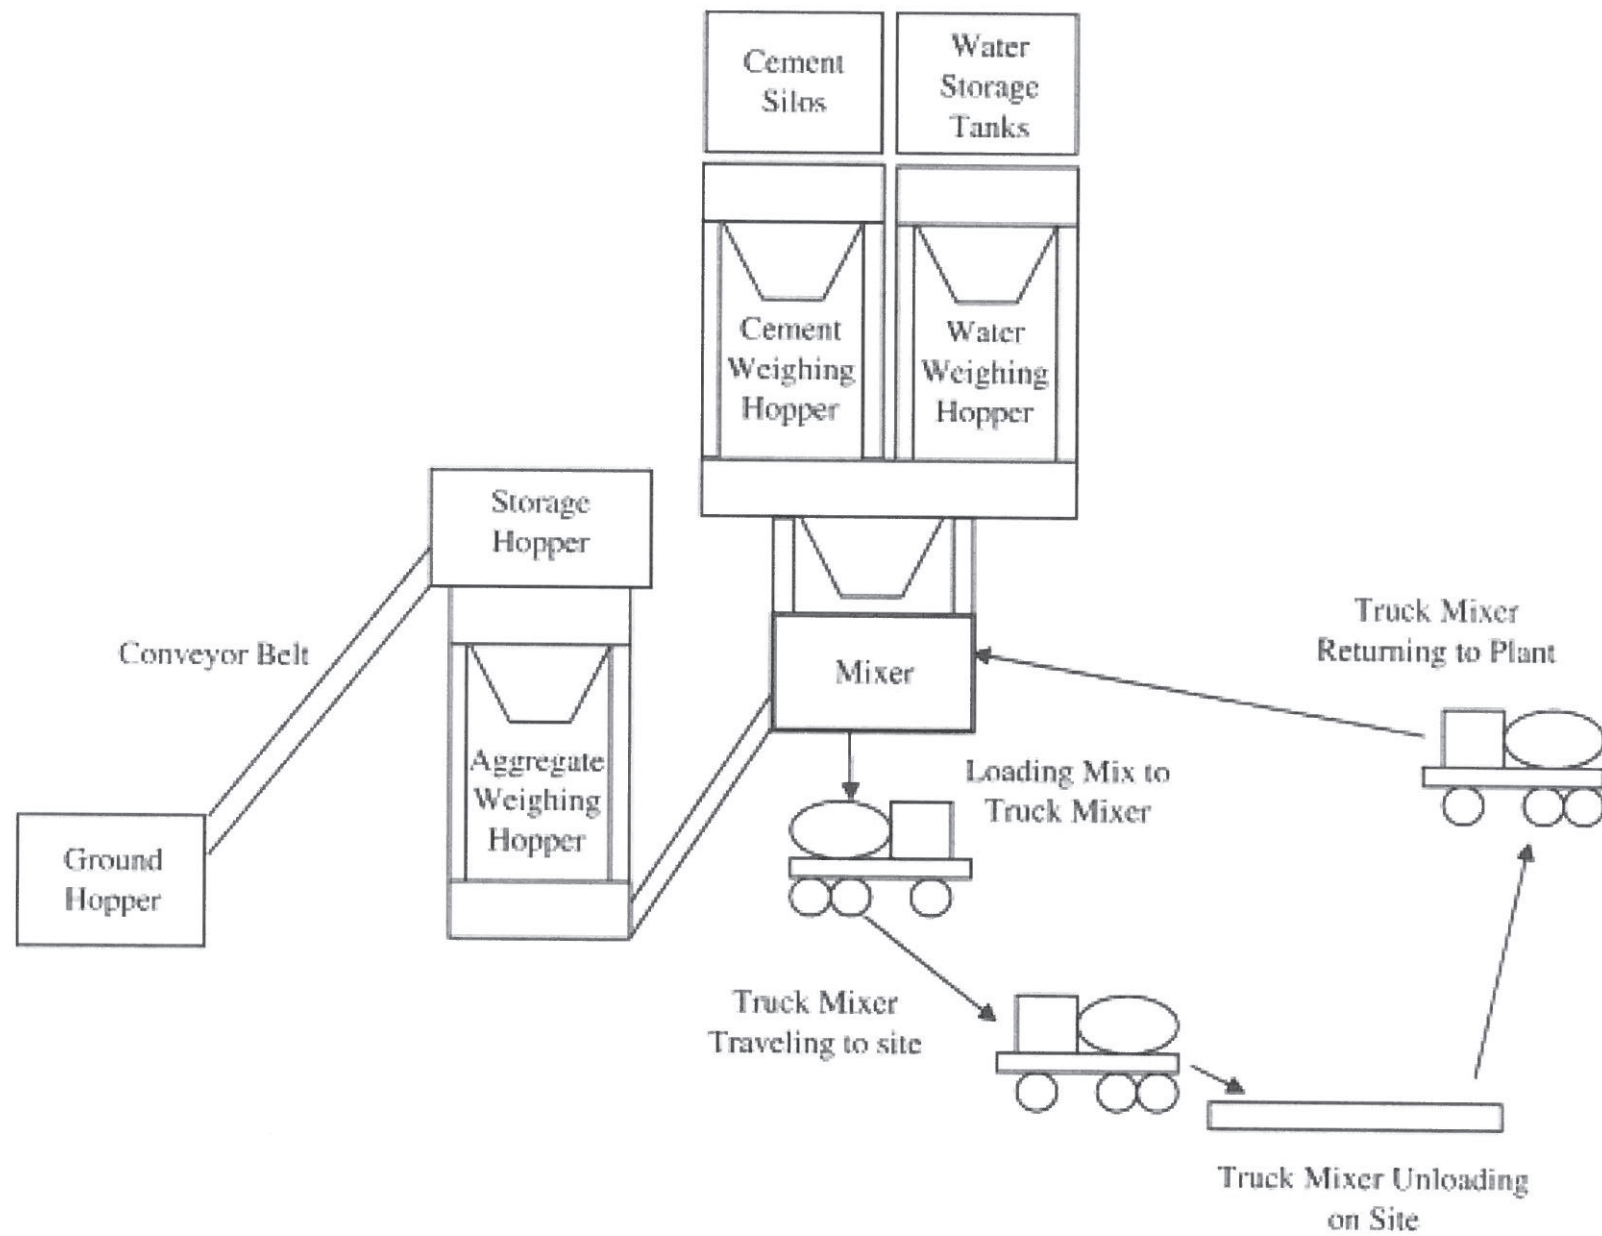 Cement
Silos
Water
Storage
Tanks
Cement
Weighing
Hopper
Water
Weighing
Hopper
Storage
Hopper
Conveyor Belt
Mixer
Truck Mixer
Returning to Plant
Aggregate
Weighing
Hopper
Loading Mix to
Truck Mixer
Ground
Hopper
Truck Mixer
Traveling to site
Truck Mixer Unloading
on Site